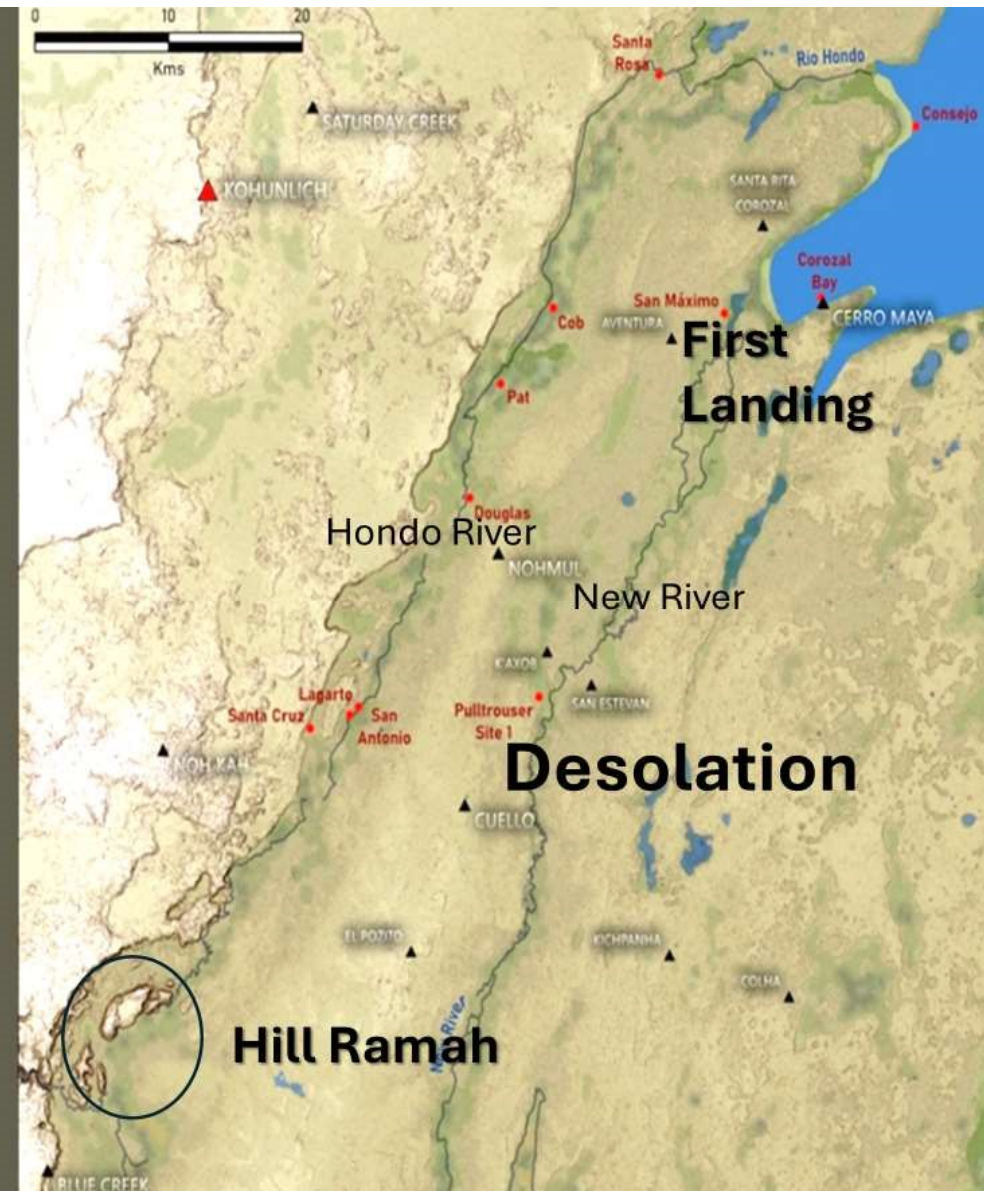 0 10 20
Kms
Santa
Rosa
Rio Hondo
Consejo
SATURDAY CREEK
KOHUNLICH
SANTA RITA
COROZAL
Corozal
Bay
CERRO MAYA
San Máximo
AVENTURA
Cob
First
Landing
Pat
Douglas
Hondo River
NOHMUL
New River
K'AXOB
SAN ESTEVAN
Lagarto
Santa Cruz
San
Antonio
Pulltrouser
Site 1
NOH KAH
Desolation
CUELLO
EL POZITO
KICHPANHA
COLHA
River
Hill Ramah
BLUE CREEK